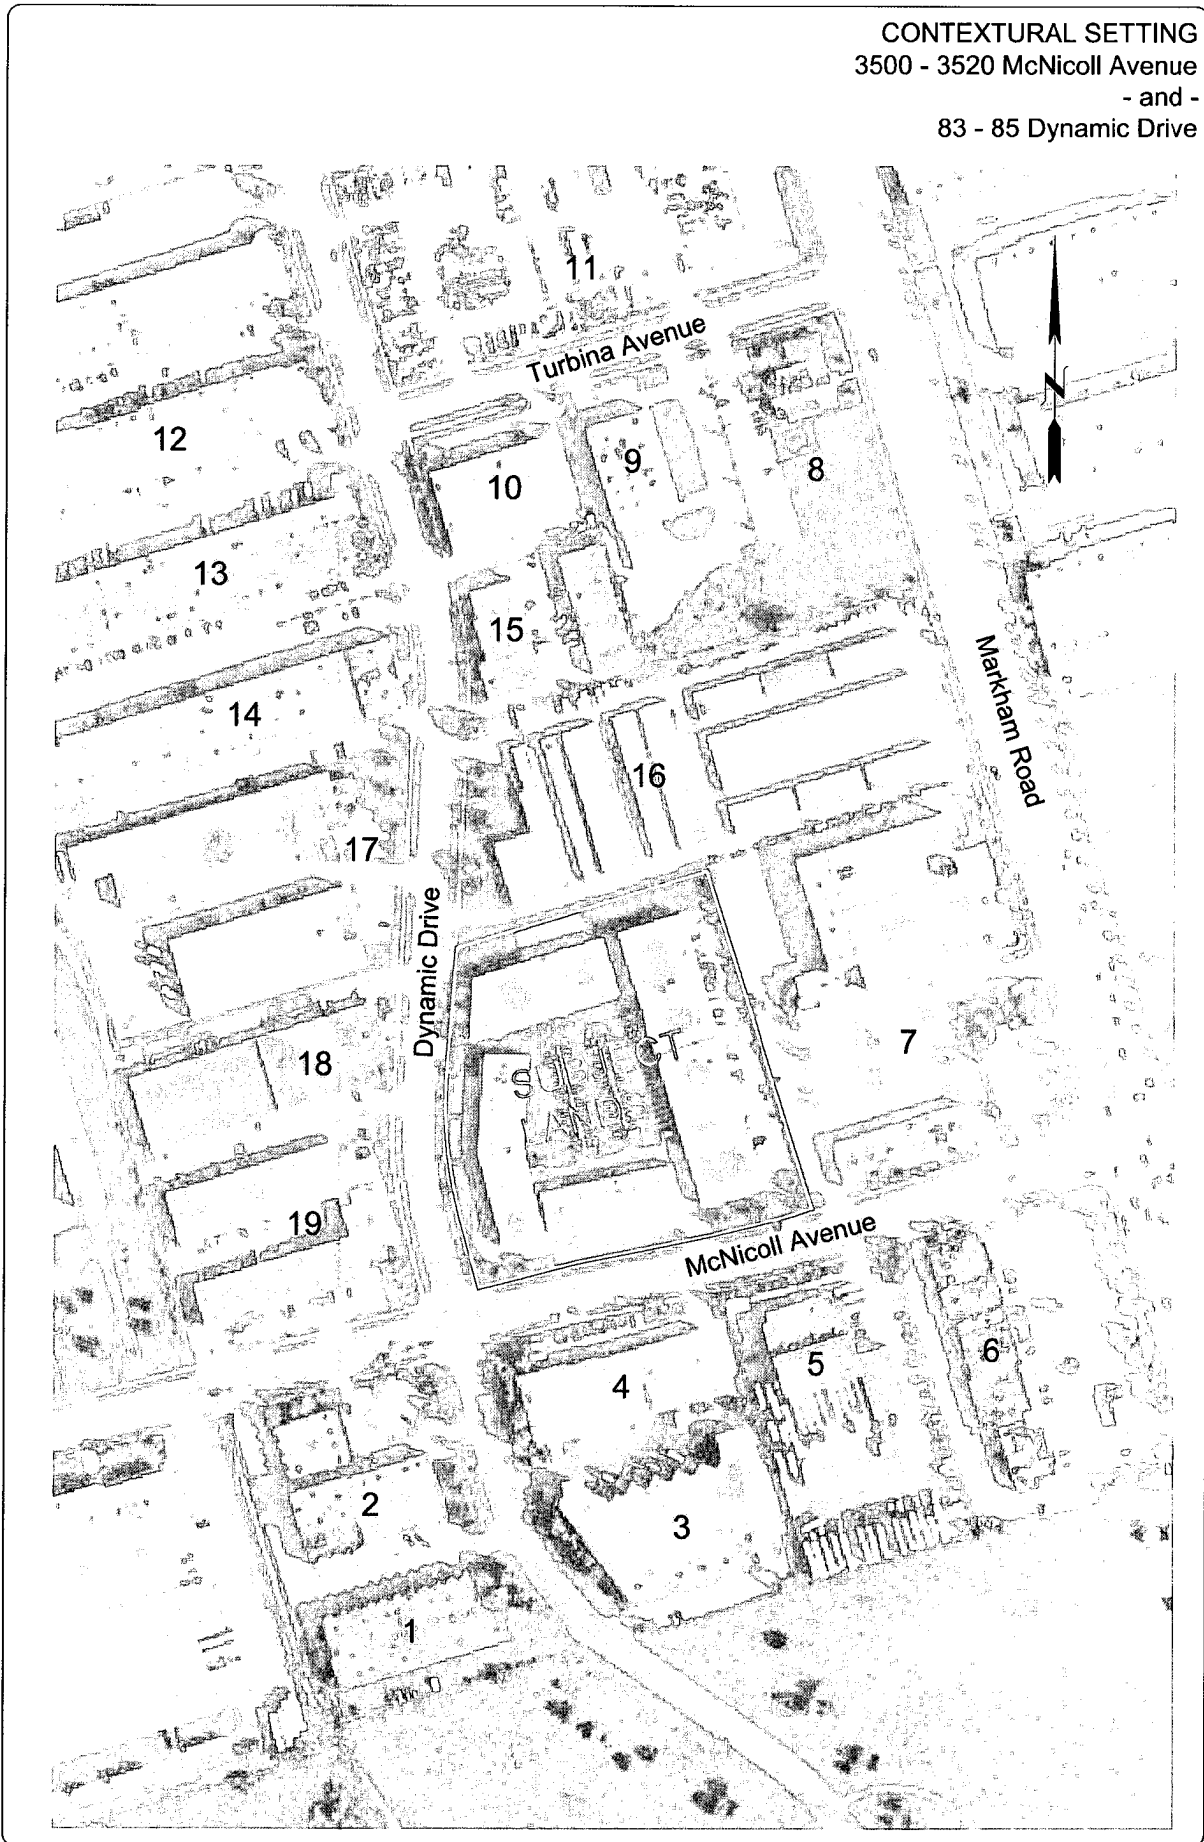 CONTEXTURAL SETTING
3500 - 3520 McNicoll Avenue
- and -
83 - 85 Dynamic Drive
11
Turbina Avenue
N
12
10
9
8
13
15
Markham Road
14
16
17
Dynamic Drive
7
18
19
McNicoll Avenue
6
5
4
2
3
1